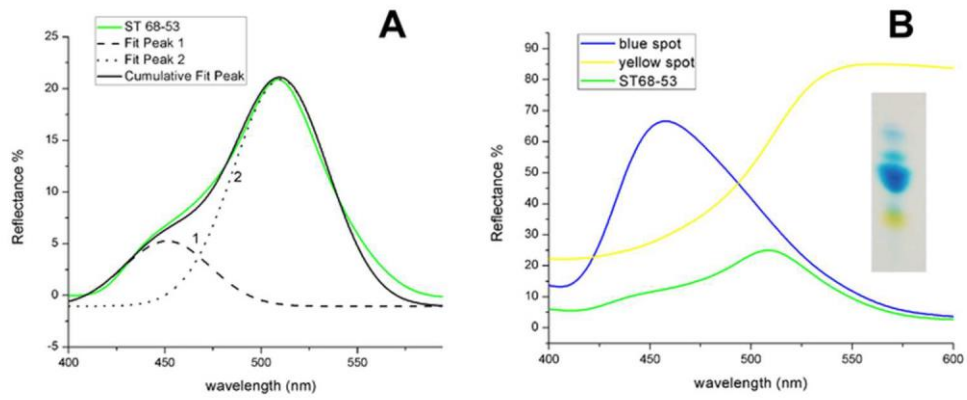 A
ST 68-53
Fit Peak 1
Fit Peak 2
Cumulative Fit Peak
25
20
15
10
5
0
-5
Reflectance %
1
2
400
450
500
550
wavelength (nm)
B
blue spot
yellow spot
ST68-53
90
80
70
60
50
40
30
20
10
0
Reflectance %
400
450
500
550
600
wavelength (nm)